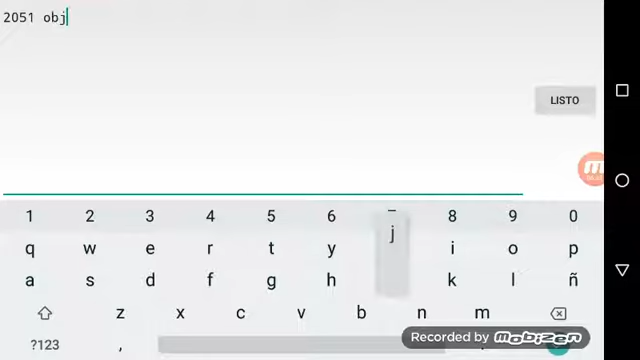 2051 obj
LISTO
1 2 3 4 5 6 8 9 0
j
q w e r t y i o p
a s d f g h k l ñ
z x c v b n m
?123 ,
Recorded by Mobizen